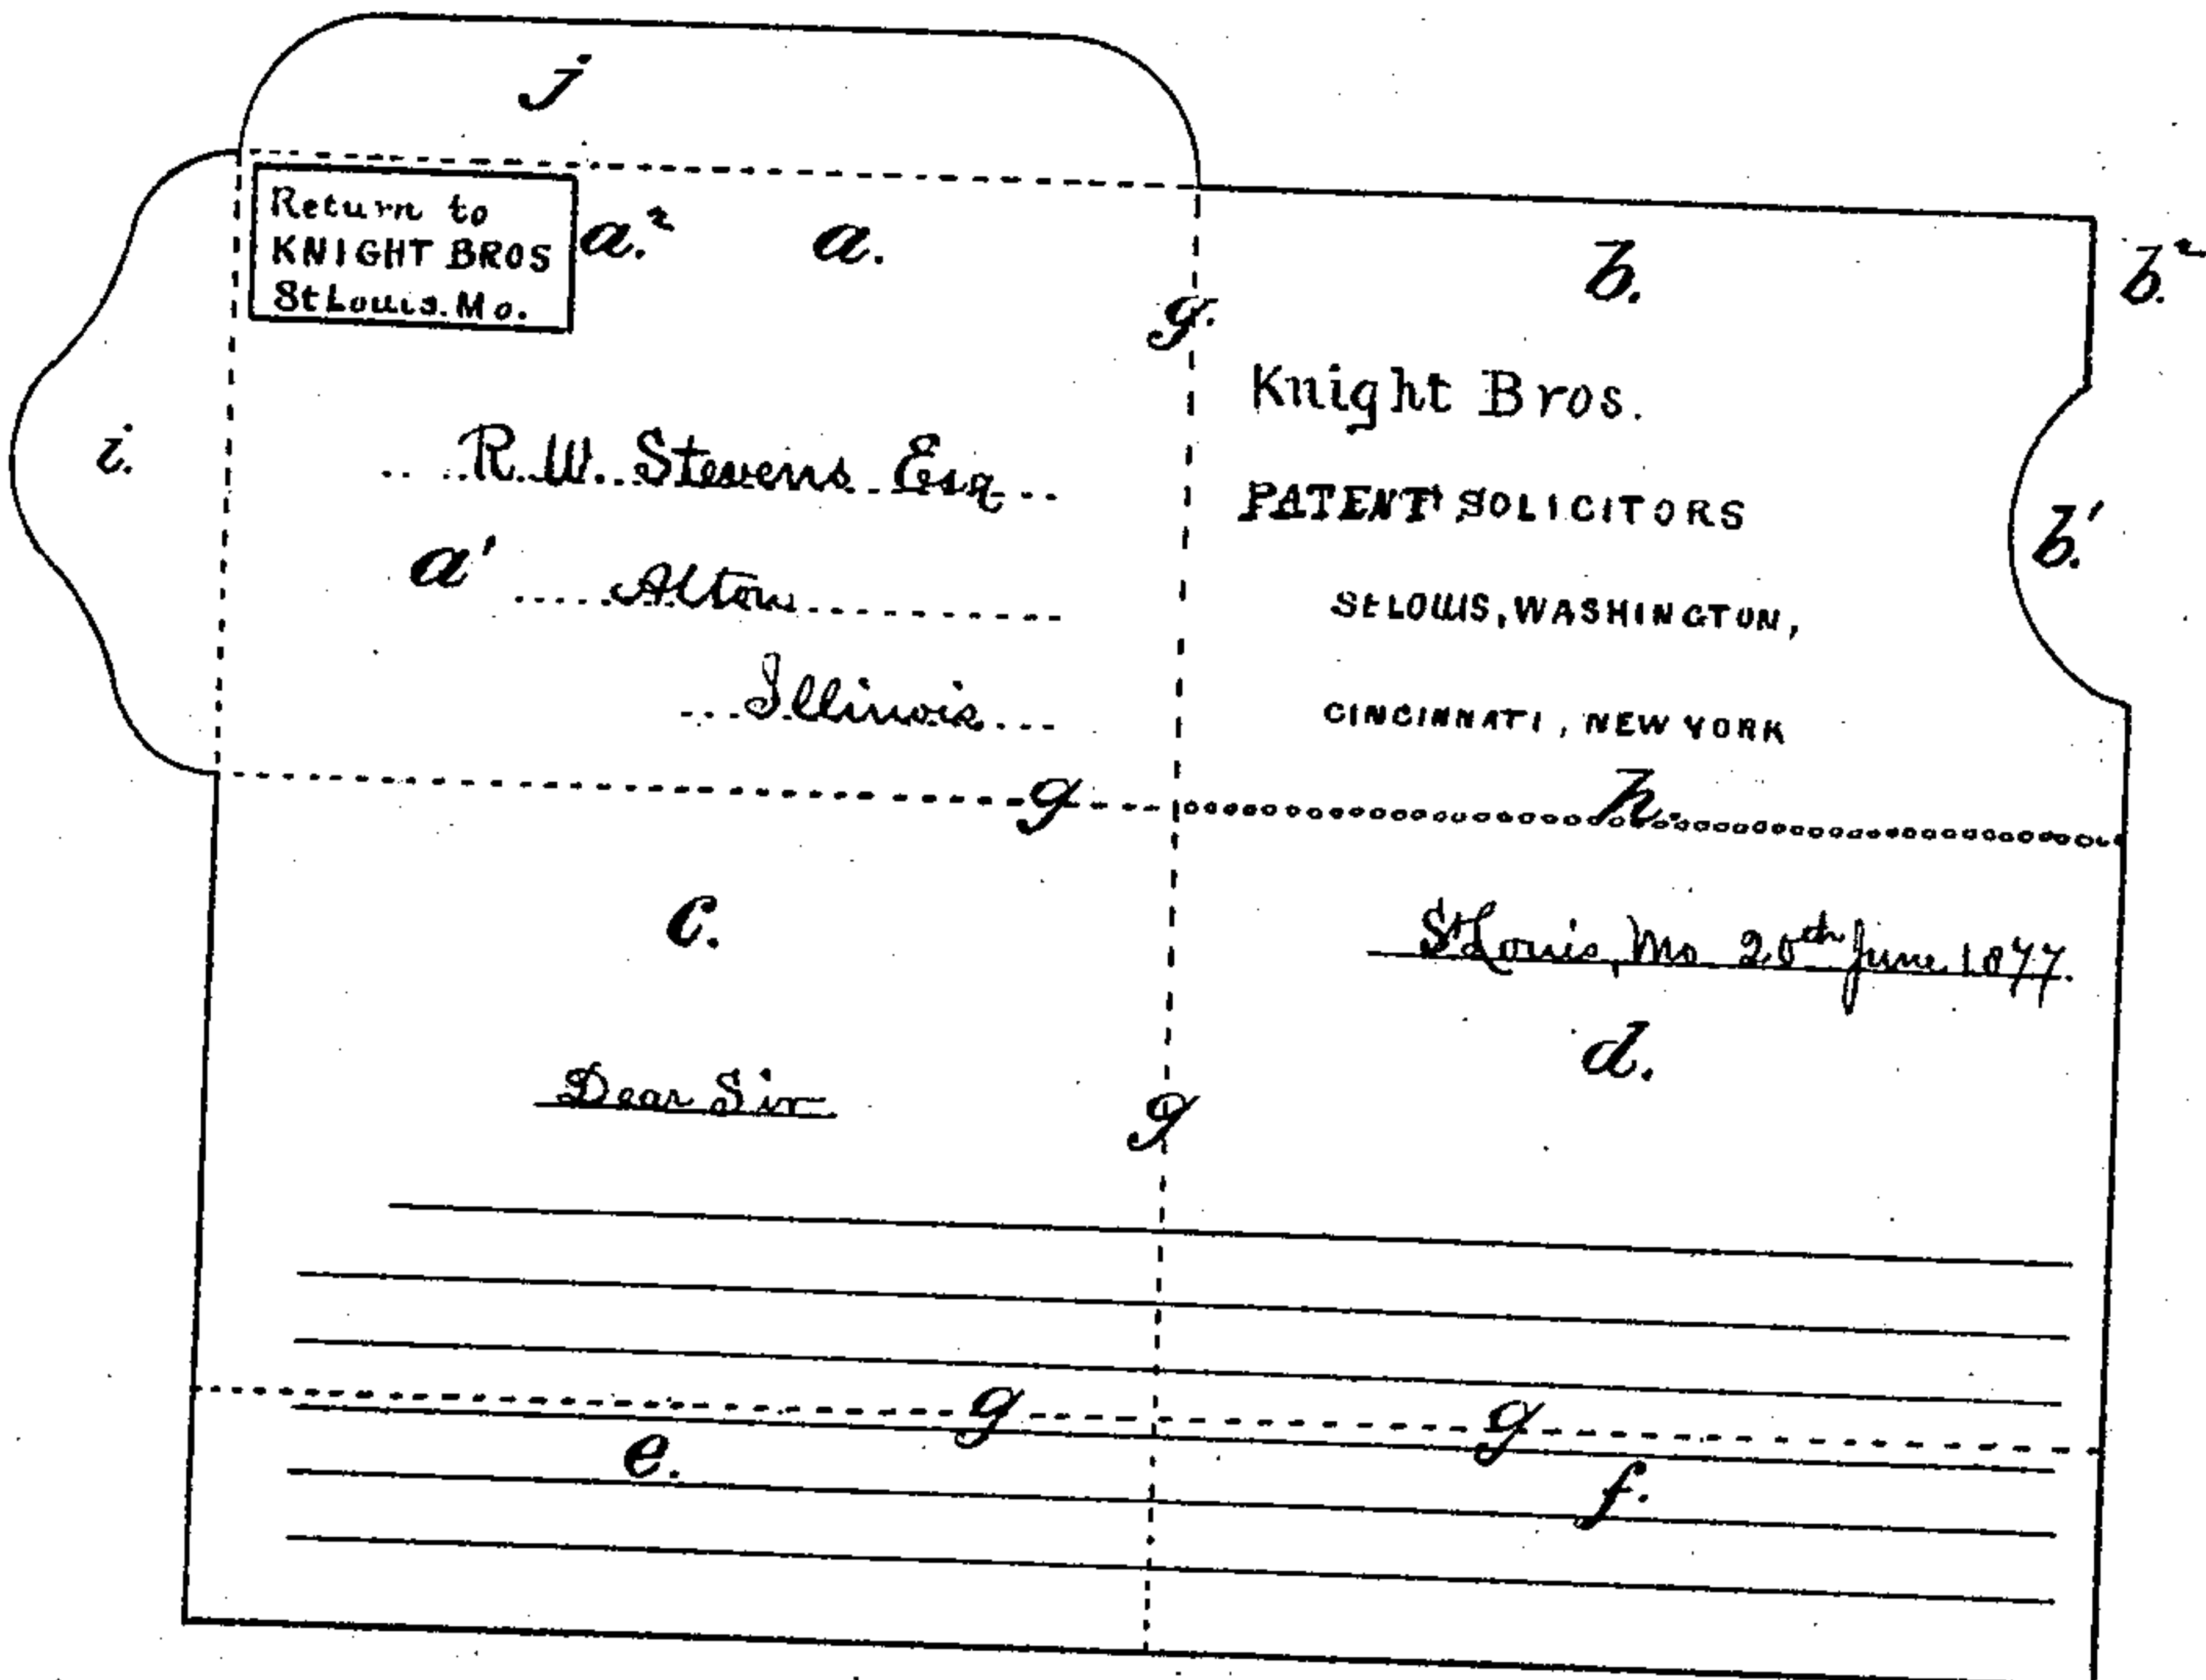 j
Return to
KNIGHT BROS
St Louis. Mo.
a.²
a.
b.
b.²
g.
Knight Bros.
i.
R. W. Stevens Esq
PATENT SOLICITORS
b.'
a'
Alton
St LOUIS, WASHINGTON,
Illinois
CINCINNATI, NEW YORK
g
h.
c.
St Louis, Mo 20th June 1877.
d.
Dear Sir
g
g
g
e.
f.